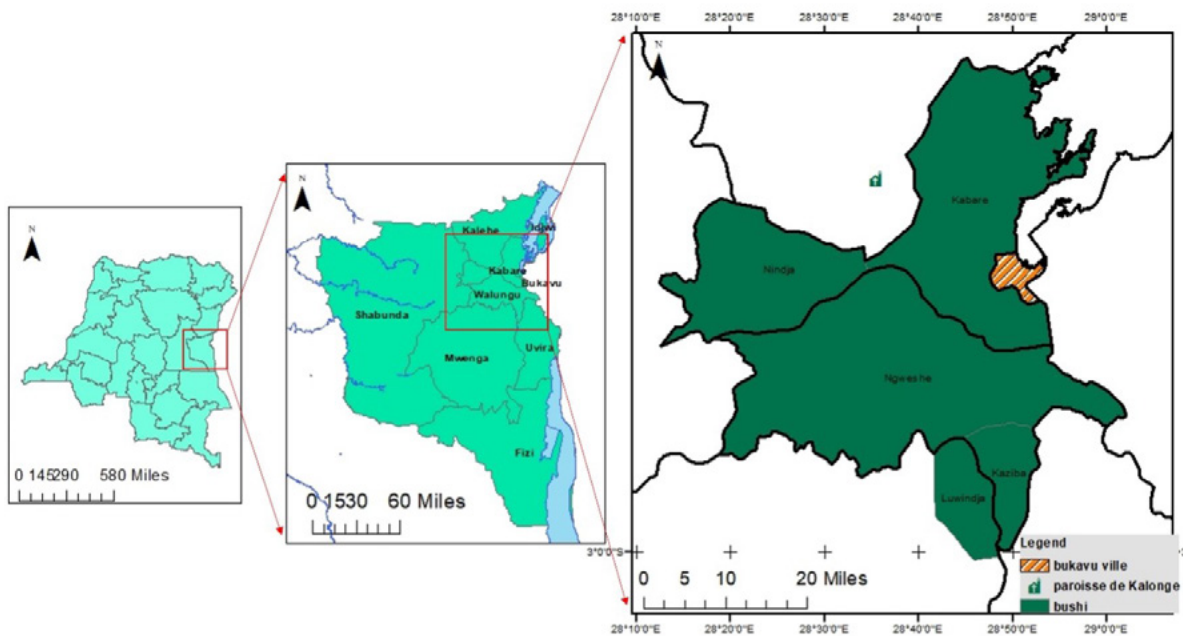 N
0 145290 580 Miles
N
Kalehe
Idjwi
Kabare
Bukavu
Walungu
Shabunda
Uvira
Mwenga
Fizi
0 1530 60 Miles
28°10'0"E 28°20'0"E 28°30'0"E 28°40'0"E 28°50'0"E 29°0'0"E
N
Kabare
Nindja
Ngweshe
Kaziba
Luwindja
3°0'0"S
0 5 10 20 Miles
Legend
bukavu ville
paroisse de Kalonge
bushi
28°10'0"E 28°20'0"E 28°30'0"E 28°40'0"E 28°50'0"E 29°0'0"E